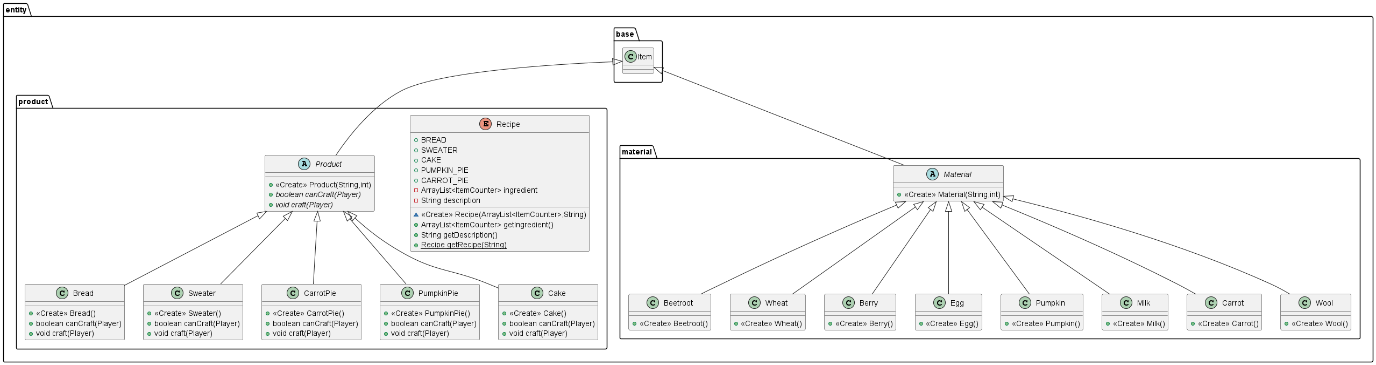 entity
base
C Item
product
E Recipe
BREAD
SWEATER
CAKE
PUMPKIN_PIE
CARROT_PIE
ArrayList<ItemCounter> ingredient
String description
«Create» Recipe(ArrayList<ItemCounter>,String)
ArrayList<ItemCounter> getIngredient()
String getDescription()
Recipe getRecipe(String)
A Product
«Create» Product(String,int)
boolean canCraft(Player)
void craft(Player)
C Bread
«Create» Bread()
boolean canCraft(Player)
void craft(Player)
C Sweater
«Create» Sweater()
boolean canCraft(Player)
void craft(Player)
C CarrotPie
«Create» CarrotPie()
boolean canCraft(Player)
void craft(Player)
C PumpkinPie
«Create» PumpkinPie()
boolean canCraft(Player)
void craft(Player)
C Cake
«Create» Cake()
boolean canCraft(Player)
void craft(Player)
material
A Material
«Create» Material(String,int)
C Beetroot
«Create» Beetroot()
C Wheat
«Create» Wheat()
C Berry
«Create» Berry()
C Egg
«Create» Egg()
C Pumpkin
«Create» Pumpkin()
C Milk
«Create» Milk()
C Carrot
«Create» Carrot()
C Wool
«Create» Wool()